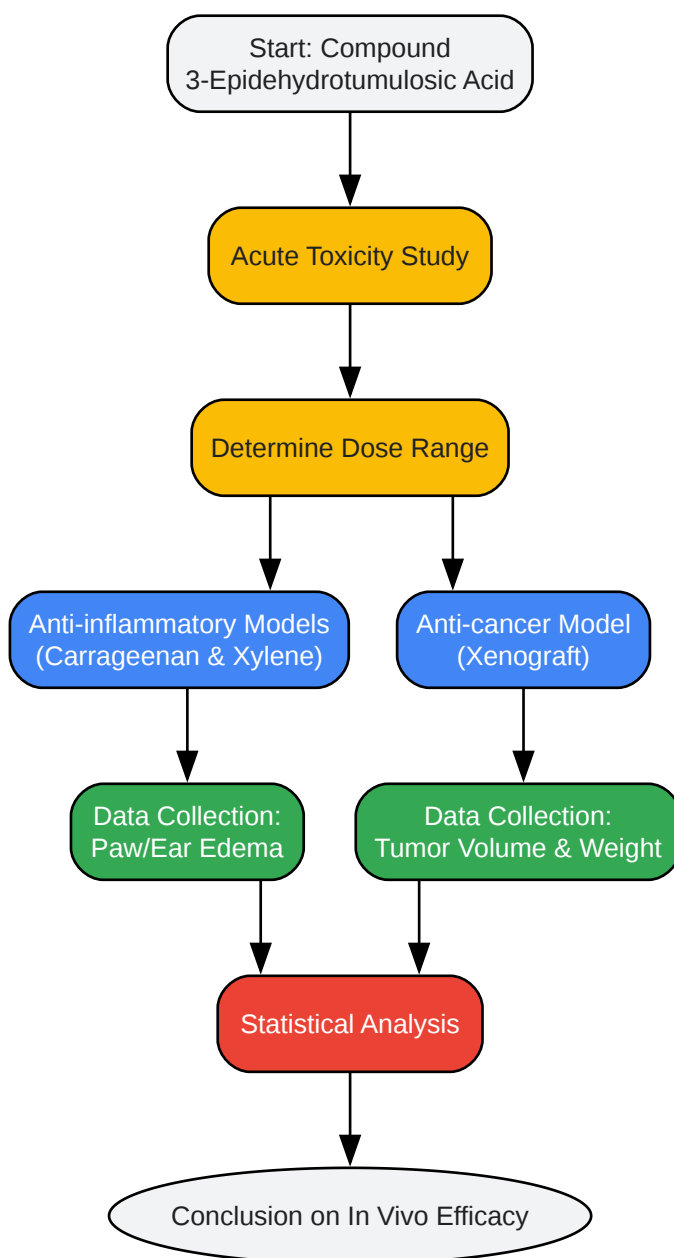 Start: Compound
3-Epidehydrotumulosic Acid
Acute Toxicity Study
Determine Dose Range
Anti-inflammatory Models
(Carrageenan & Xylene)
Anti-cancer Model
(Xenograft)
Data Collection:
Paw/Ear Edema
Data Collection:
Tumor Volume & Weight
Statistical Analysis
Conclusion on In Vivo Efficacy